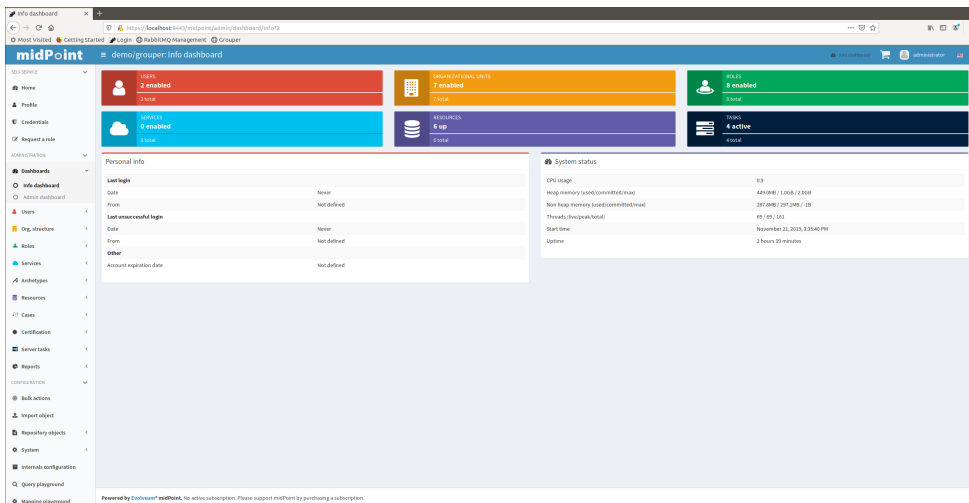 Info dashboard
https://localhost:8443/midpoint/admin/dashboard/info?2
Most Visited Getting Started Login RabbitMQ Management Grouper
midPoint
demo/grouper: Info dashboard
administrator
SELF SERVICE
Home
Profile
Credentials
Request a role
ADMINISTRATION
Dashboards
Info dashboard
Admin dashboard
Users
Org. structure
Roles
Services
Archetypes
Resources
Cases
Certification
Server tasks
Reports
CONFIGURATION
Bulk actions
Import object
Repository objects
System
Internals configuration
Query playground
Mapping playground
USERS
2 enabled
2 total
ORGANIZATIONAL UNITS
7 enabled
7 total
ROLES
8 enabled
8 total
SERVICES
0 enabled
0 total
RESOURCES
6 up
6 total
TASKS
4 active
4 total
Personal info
Last login
Date Never
From Not defined
Last unsuccessful login
Date Never
From Not defined
Other
Account expiration date Not defined
System status
CPU Usage
Heap memory (used/committed/max) 449.0MB / 1.0GB / 2.0GB
Non heap memory (used/committed/max) 287.8MB / 297.1MB / -1B
Threads (live/peak/total) 69 / 69 / 161
Start time November 21, 2019, 3:35:40 PM
Uptime 2 hours 39 minutes
Powered by Evolveum® midPoint. No active subscription. Please support midPoint by purchasing a subscription.